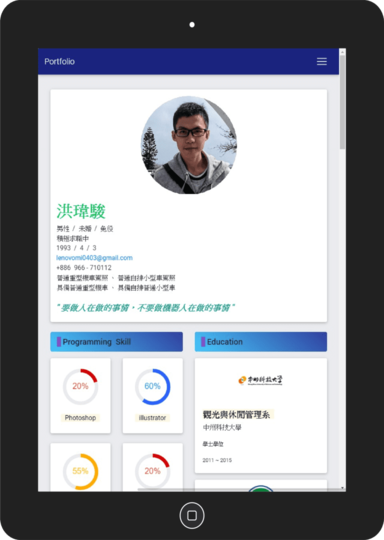 Portfolio
洪瑋駿
男性 / 未婚 / 免役
積極求職中
1993 / 4 / 3
lenovomi0403@gmail.com
+886 966 - 710112
普通重型機車駕照 、 普通自排小型車駕照
具備普通重型機車 、 具備自排普通小型車
"要做人在做的事情，不要做機器人在做的事情"
Programming Skill
20%
Photoshop
60%
illustrator
55%
20%
Education
中州科技大學
觀光與休閒管理系
中州科技大學
學士學位
2011 ~ 2015